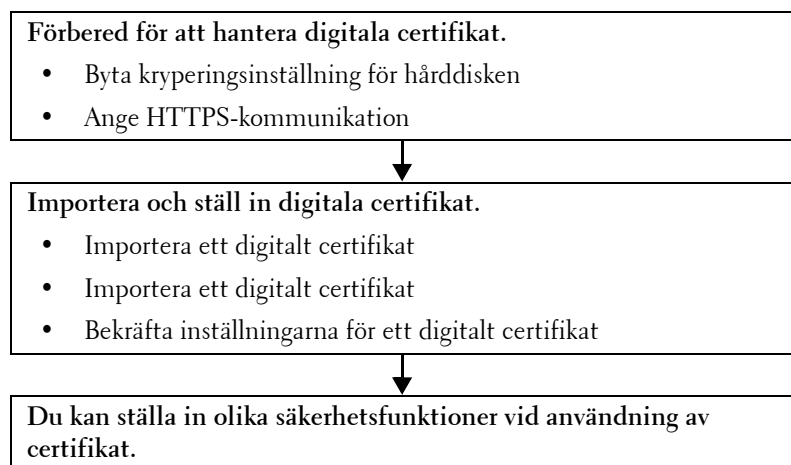 Förbered för att hantera digitala certifikat.
• Byta kryperingsinställning för hårddisken
• Ange HTTPS-kommunikation
Importera och ställ in digitala certifikat.
• Importera ett digitalt certifikat
• Importera ett digitalt certifikat
• Bekräfta inställningarna för ett digitalt certifikat
Du kan ställa in olika säkerhetsfunktioner vid användning av
certifikat.